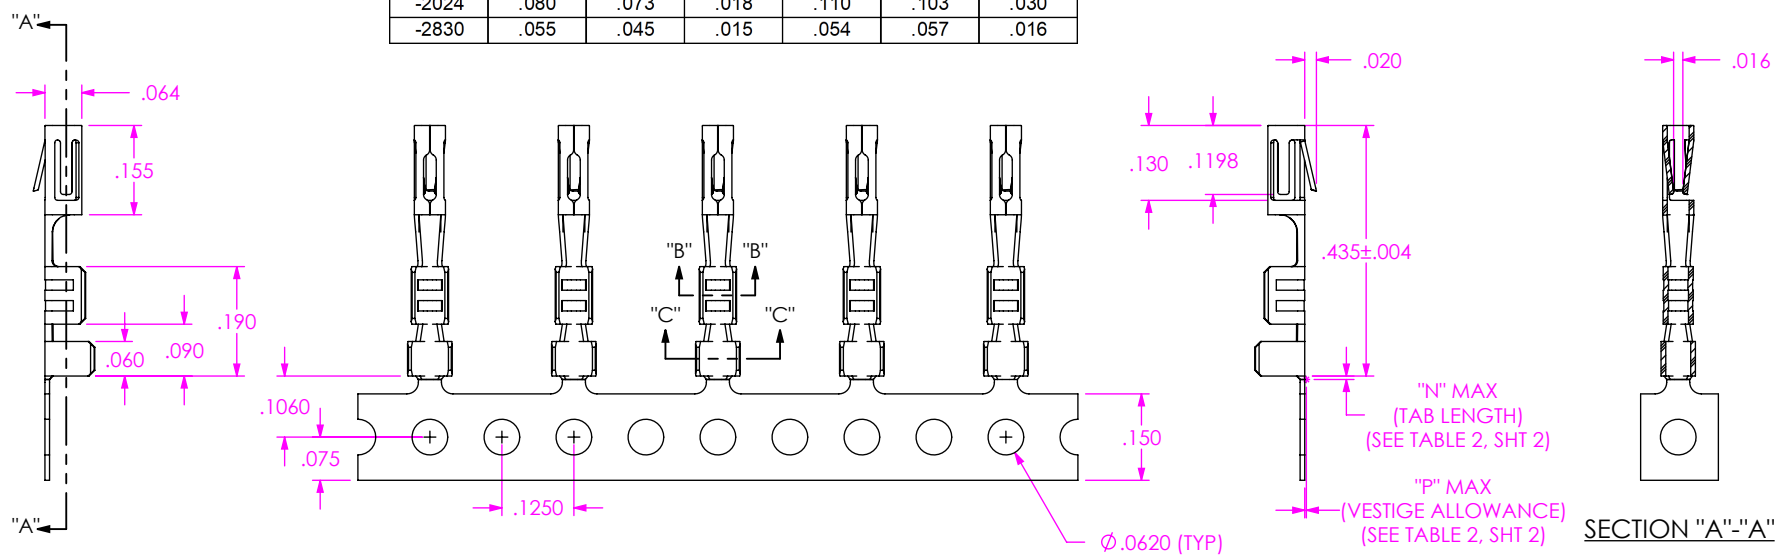 -2024 .080 .073 .018 .110 .103 .030
-2830 .055 .045 .015 .054 .057 .016
"A"
.064
.020
.016
.155
.130
.1198
"B" "B"
.435±.004
"C" "C"
.190
.060
.090
.1060
.075
.1250
.150
Ø.0620 (TYP)
"N" MAX
(TAB LENGTH)
(SEE TABLE 2, SHT 2)
"P" MAX
(VESTIGE ALLOWANCE)
(SEE TABLE 2, SHT 2)
"A"
SECTION "A"-"A"